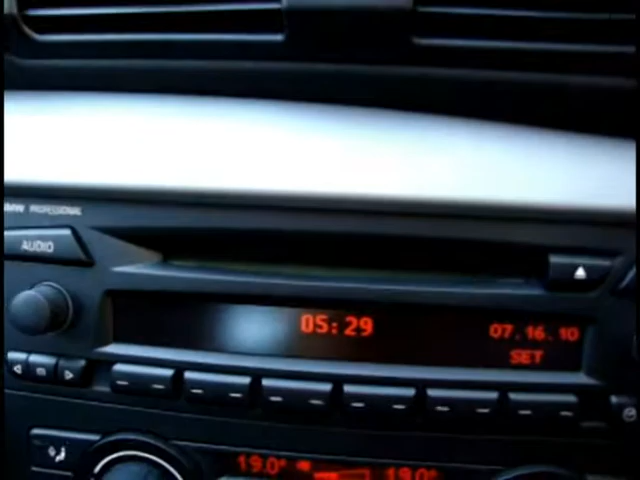 BMW PROFESSIONAL
AUDIO
05:29
07.16.10
SET
19.0°
19.0°